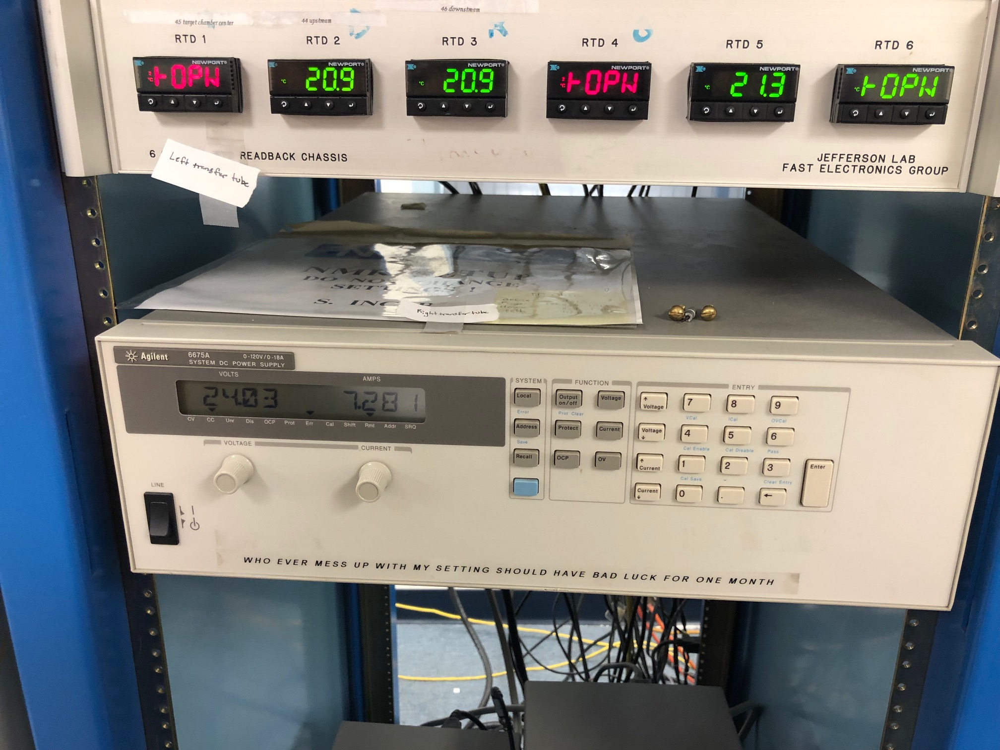 46 downstream
45 target chamber center
44 upstream
RTD 1
RTD 2
RTD 3
RTD 4
RTD 5
RTD 6
NEWPORT®
NEWPORT®
NEWPORT®
NEWPORT®
NEWPORT®
NEWPORT®
2 °C OPN
°C 20.9
°C 20.9
2 °C OPN
°C 21.3
°C OPN
6
READBACK CHASSIS
Left transfer tube
JEFFERSON LAB
FAST ELECTRONICS GROUP
NMR
DO
SETTINGS !
S.
Right transfer tube
Agilent
6675A
0-120V/0-18A
SYSTEM DC POWER SUPPLY
VOLTS
AMPS
24.03
7.281
CV CC Unr Dis OCP Prot Err Cal Shift Rmt Addr SRQ
VOLTAGE
CURRENT
LINE
SYSTEM
Local
Error
Address
Save
Recall
FUNCTION
Output on/off
Voltage
Prot Clear
Protect
Current
OCP
OV
ENTRY
↑ Voltage
7
8
9
VCal
ICal
OVCal
Voltage ↓
4
5
6
Cal Enable
Cal Disable
Pass
↑ Current
1
2
3
Enter
Cal Save
-
Clear Entry
Current ↓
0
.
←
WHO EVER MESS UP WITH MY SETTING SHOULD HAVE BAD LUCK FOR ONE MONTH